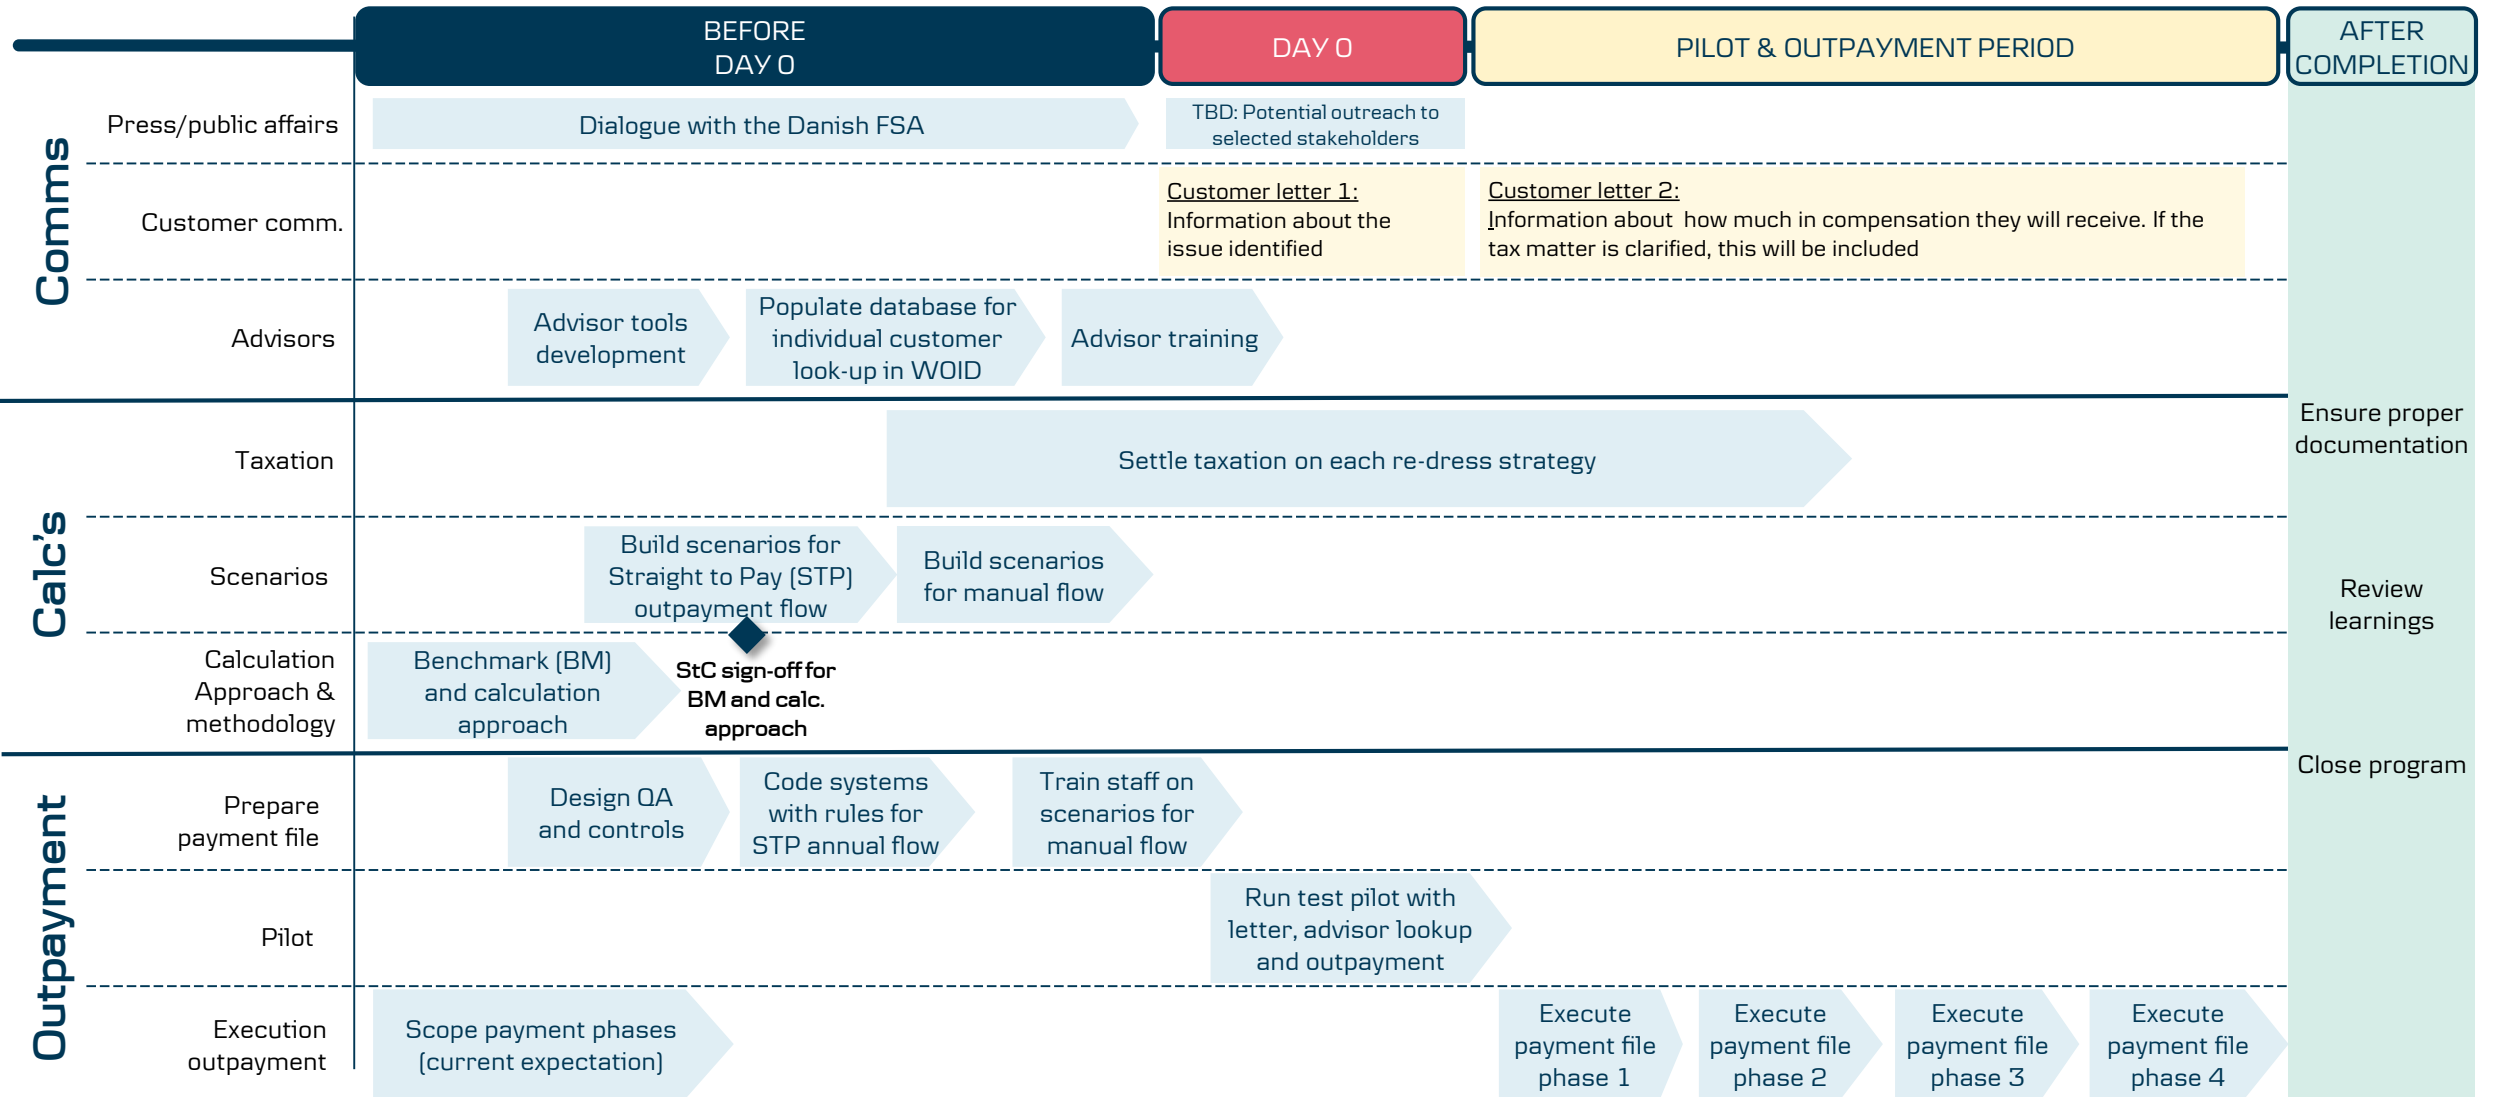 BEFORE
DAY 0
DAY 0
PILOT & OUTPAYMENT PERIOD
AFTER
COMPLETION
Comms
Press/public affairs
Dialogue with the Danish FSA
TBD: Potential outreach to
selected stakeholders
Customer comm.
Customer letter 1:
Information about the
issue identified
Customer letter 2:
Information about how much in compensation they will receive. If the
tax matter is clarified, this will be included
Advisors
Advisor tools
development
Populate database for
individual customer
look-up in WOID
Advisor training
Calc's
Taxation
Settle taxation on each re-dress strategy
Scenarios
Build scenarios for
Straight to Pay (STP)
outpayment flow
Build scenarios
for manual flow
Calculation
Approach &
methodology
Benchmark (BM)
and calculation
approach
StC sign-off for
BM and calc.
approach
Outpayment
Prepare
payment file
Design QA
and controls
Code systems
with rules for
STP annual flow
Train staff on
scenarios for
manual flow
Pilot
Run test pilot with
letter, advisor lookup
and outpayment
Execution
outpayment
Scope payment phases
(current expectation)
Execute
payment file
phase 1
Execute
payment file
phase 2
Execute
payment file
phase 3
Execute
payment file
phase 4
Ensure proper
documentation
Review
learnings
Close program